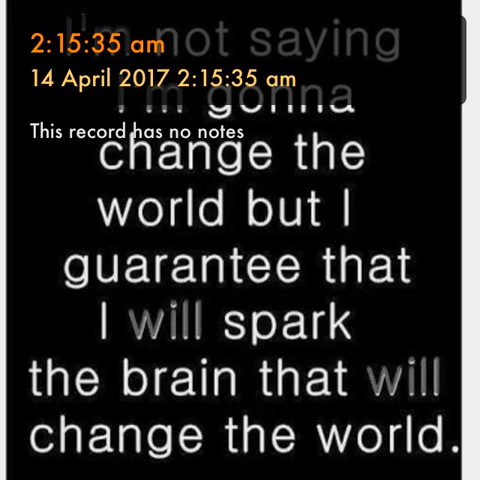 I'm not saying
2:15:35 am
14 April 2017 2:15:35 am
I'm gonna
This record has no notes
change the
world but I
guarantee that
I will spark
the brain that will
change the world.